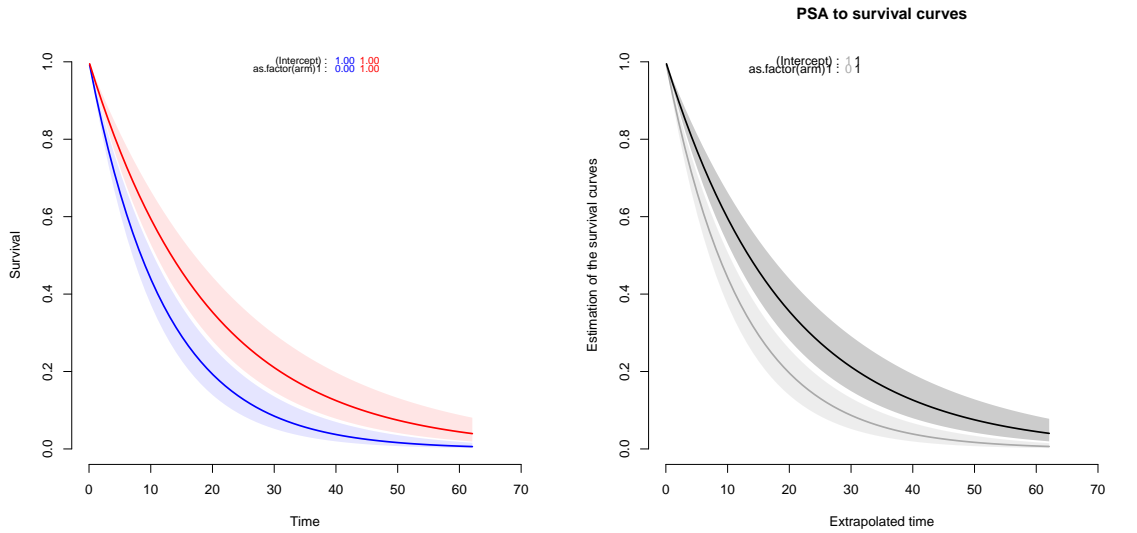 PSA to survival curves
(Intercept) : 1.00 1.00
as.factor(arm)1 : 0.00 1.00
Survival
1.0
0.8
0.6
0.4
0.2
0.0
0 10 20 30 40 50 60 70
Time
(Intercept) : 1 1
as.factor(arm)1 : 0 1
Estimation of the survival curves
1.0
0.8
0.6
0.4
0.2
0.0
0 10 20 30 40 50 60 70
Extrapolated time